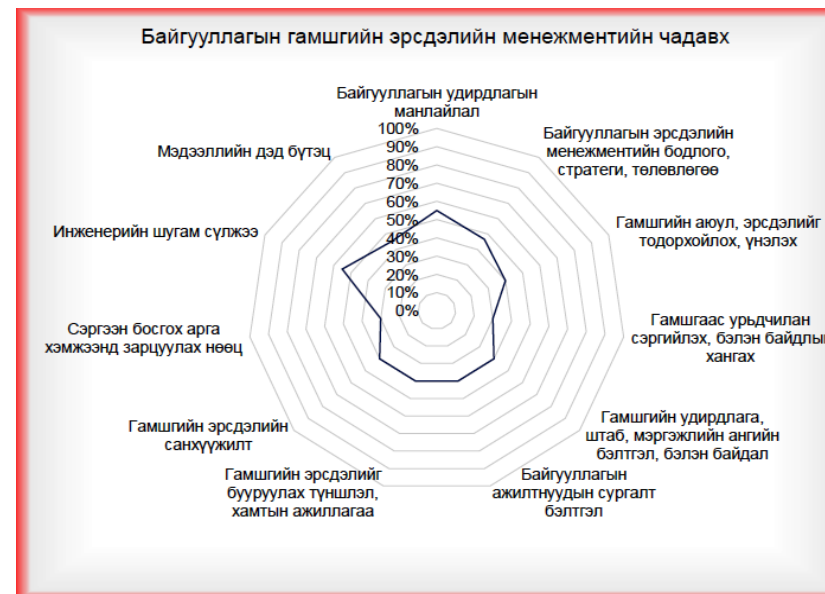 Байгууллагын гамшгийн эрсдэлийн менежментийн чадавх
Байгууллагын удирдлагын
манлайлал
100%
90%
80%
70%
60%
50%
40%
30%
20%
10%
0%
Байгууллагын эрсдэлийн
менежментийн бодлого,
стратеги, төлөвлөгөө
Гамшгийн аюул, эрсдэлийг
тодорхойлох, үнэлэх
Гамшгаас урьдчилан
сэргийлэх, бэлэн байдлыг
хангах
Гамшгийн удирдлага,
штаб, мэргэжлийн ангийн
бэлтгэл, бэлэн байдал
Байгууллагын
ажилтнуудын сургалт
бэлтгэл
Гамшгийн эрсдэлийг
бууруулах түншлэл,
хамтын ажиллагаа
Гамшгийн эрсдэлийн
санхүүжилт
Сэргээн босгох арга
хэмжээнд зарцуулах нөөц
Инженерийн шугам сүлжээ
Мэдээллийн дэд бүтэц